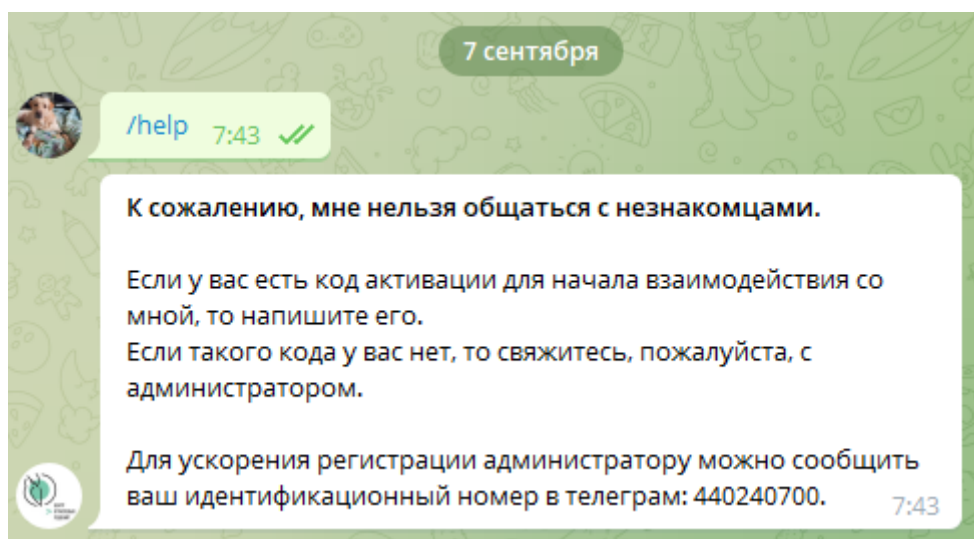 7 сентября
/help 7:43
К сожалению, мне нельзя общаться с незнакомцами.
Если у вас есть код активации для начала взаимодействия со
мной, то напишите его.
Если такого кода у вас нет, то свяжитесь, пожалуйста, с
администратором.
Для ускорения регистрации администратору можно сообщить
ваш идентификационный номер в телеграм: 440240700.
7:43